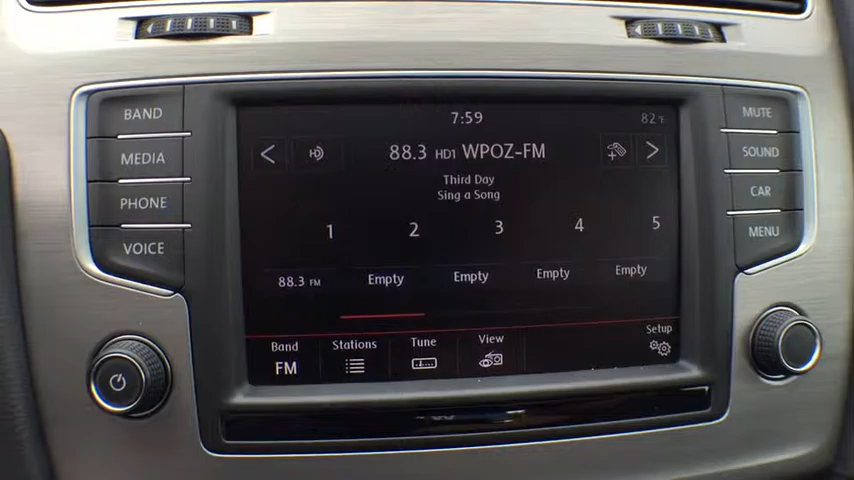 BAND
MEDIA
PHONE
VOICE
7:59
82°F
88.3 HD1 WPOZ-FM
Third Day
Sing a Song
1 2 3 4 5
88.3 FM Empty Empty Empty Empty
Band Stations Tune View Setup
FM
MUTE
SOUND
CAR
MENU